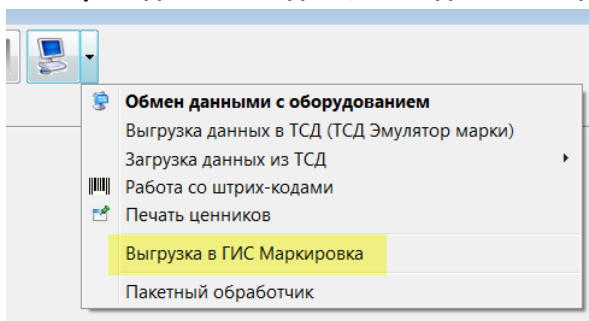 Обмен данными с оборудованием
Выгрузка данных в ТСД (ТСД Эмулятор марки)
Загрузка данных из ТСД
Работа со штрих-кодами
Печать ценников
Выгрузка в ГИС Маркировка
Пакетный обработчик